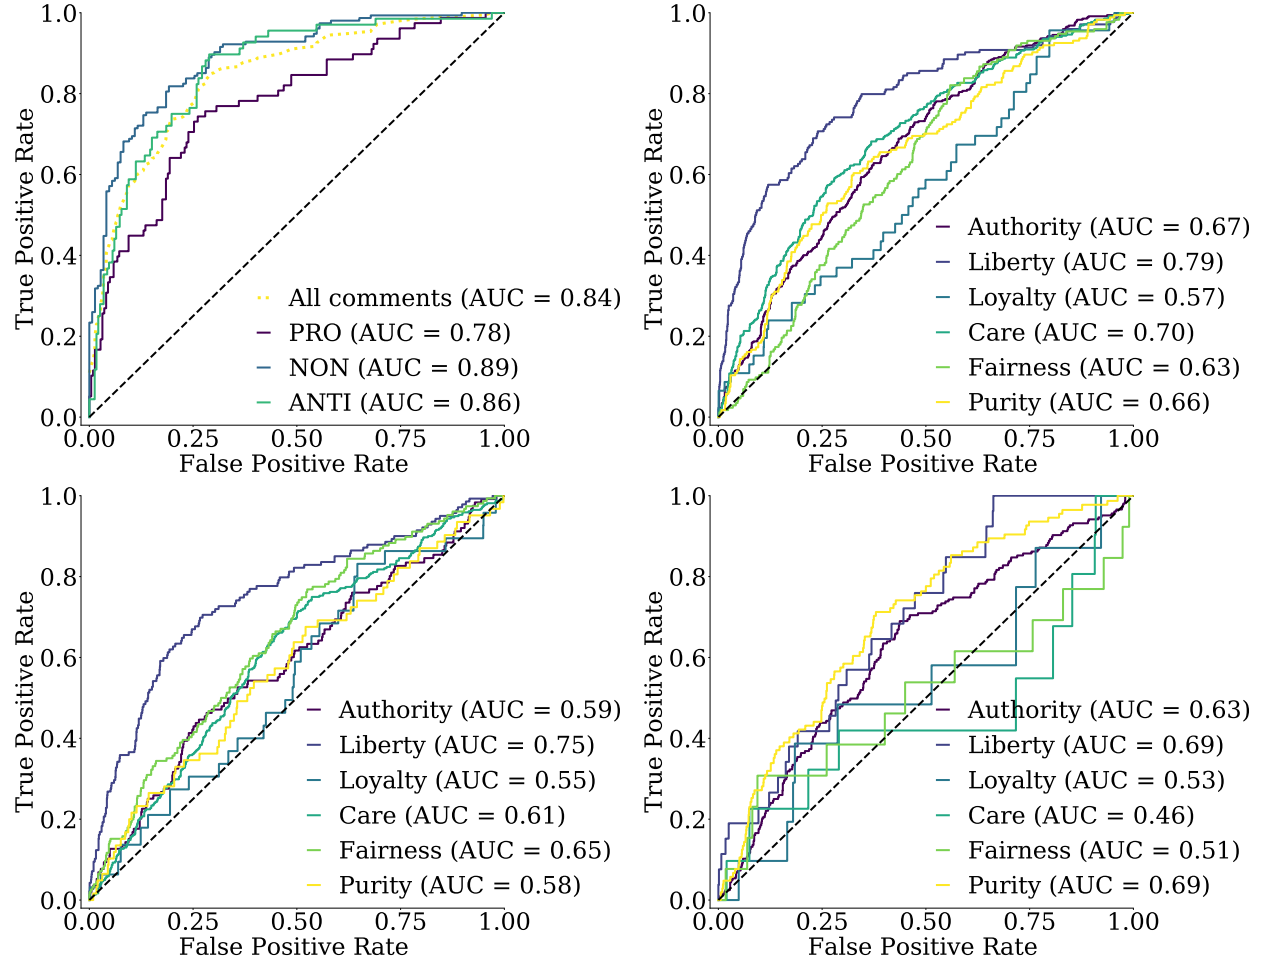 True Positive Rate
1.0
0.8
0.6
0.4
0.2
0.0
All comments (AUC = 0.84)
PRO (AUC = 0.78)
NON (AUC = 0.89)
ANTI (AUC = 0.86)
0.00 0.25 0.50 0.75 1.00
False Positive Rate
True Positive Rate
1.0
0.8
0.6
0.4
0.2
0.0
Authority (AUC = 0.67)
Liberty (AUC = 0.79)
Loyalty (AUC = 0.57)
Care (AUC = 0.70)
Fairness (AUC = 0.63)
Purity (AUC = 0.66)
0.00 0.25 0.50 0.75 1.00
False Positive Rate
True Positive Rate
1.0
0.8
0.6
0.4
0.2
0.0
Authority (AUC = 0.59)
Liberty (AUC = 0.75)
Loyalty (AUC = 0.55)
Care (AUC = 0.61)
Fairness (AUC = 0.65)
Purity (AUC = 0.58)
0.00 0.25 0.50 0.75 1.00
False Positive Rate
True Positive Rate
1.0
0.8
0.6
0.4
0.2
0.0
Authority (AUC = 0.63)
Liberty (AUC = 0.69)
Loyalty (AUC = 0.53)
Care (AUC = 0.46)
Fairness (AUC = 0.51)
Purity (AUC = 0.69)
0.00 0.25 0.50 0.75 1.00
False Positive Rate